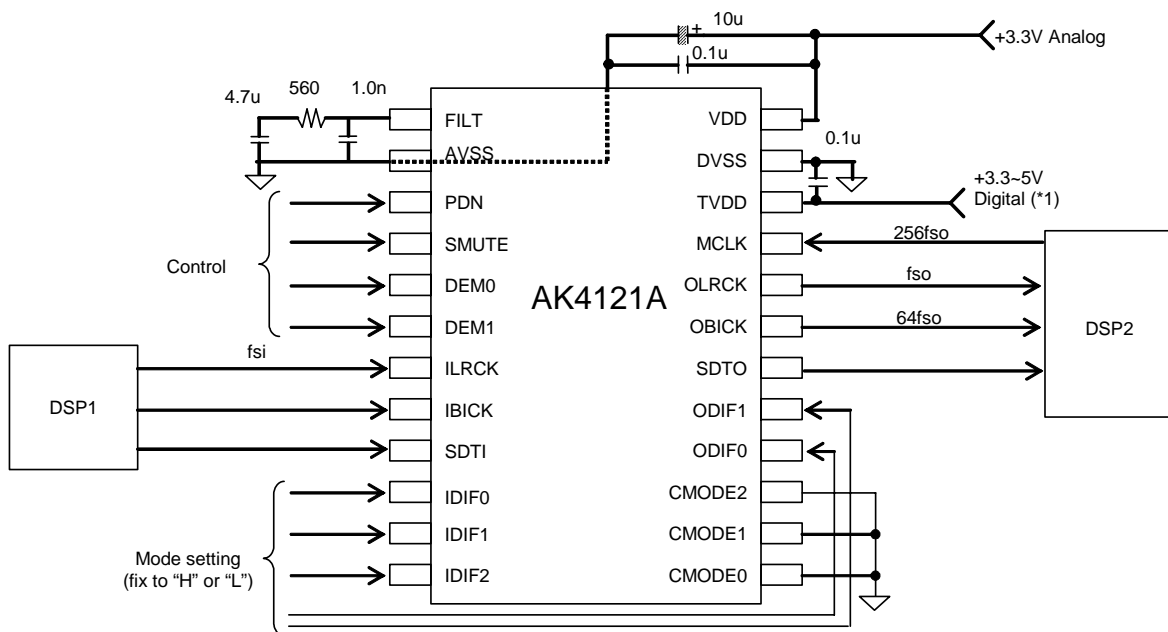 10u
+
+3.3V Analog
0.1u
4.7u
560
1.0n
FILT
AVSS
PDN
SMUTE
DEM0
DEM1
ILRCK
IBICK
SDTI
IDIF0
IDIF1
IDIF2
AK4121A
VDD
DVSS
TVDD
MCLK
OLRCK
OBICK
SDTO
ODIF1
ODIF0
CMODE2
CMODE1
CMODE0
0.1u
+3.3~5V
Digital (*1)
256fso
fso
64fso
DSP2
Control
fsi
DSP1
Mode setting
(fix to “H” or “L”)